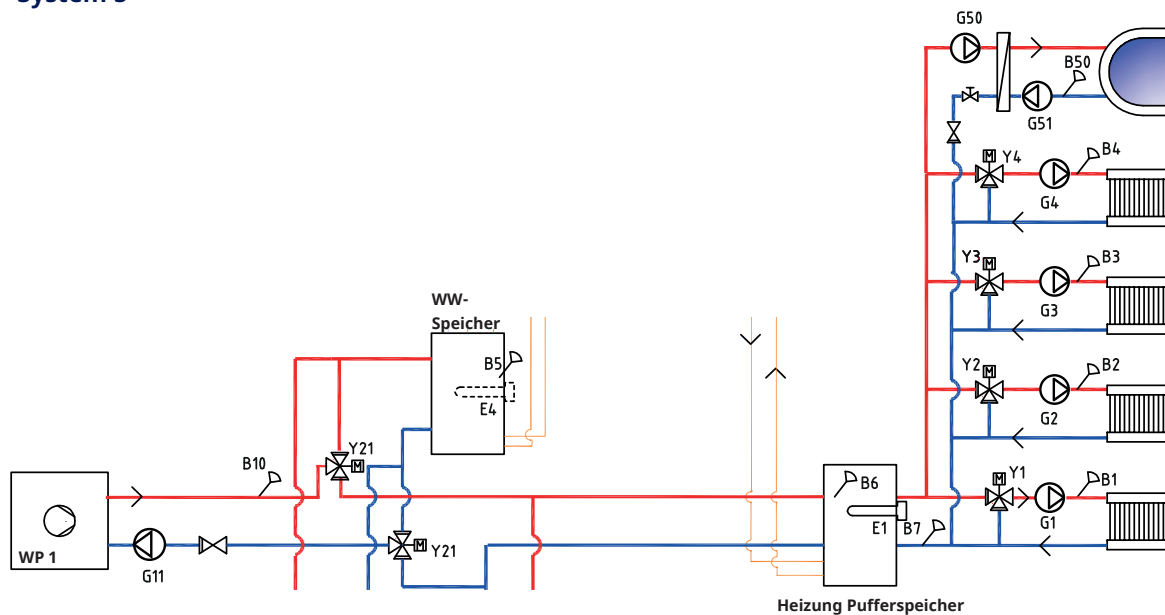 System 3
G50
B50
G51
Y4
B4
M
G4
Y3
B3
M
G3
WW-
Speicher
B5
E4
Y2
B2
M
G2
Y21
M
B10
Y1
B1
M
B6
G1
E1
B7
WP 1
G11
M
Y21
Heizung Pufferspeicher